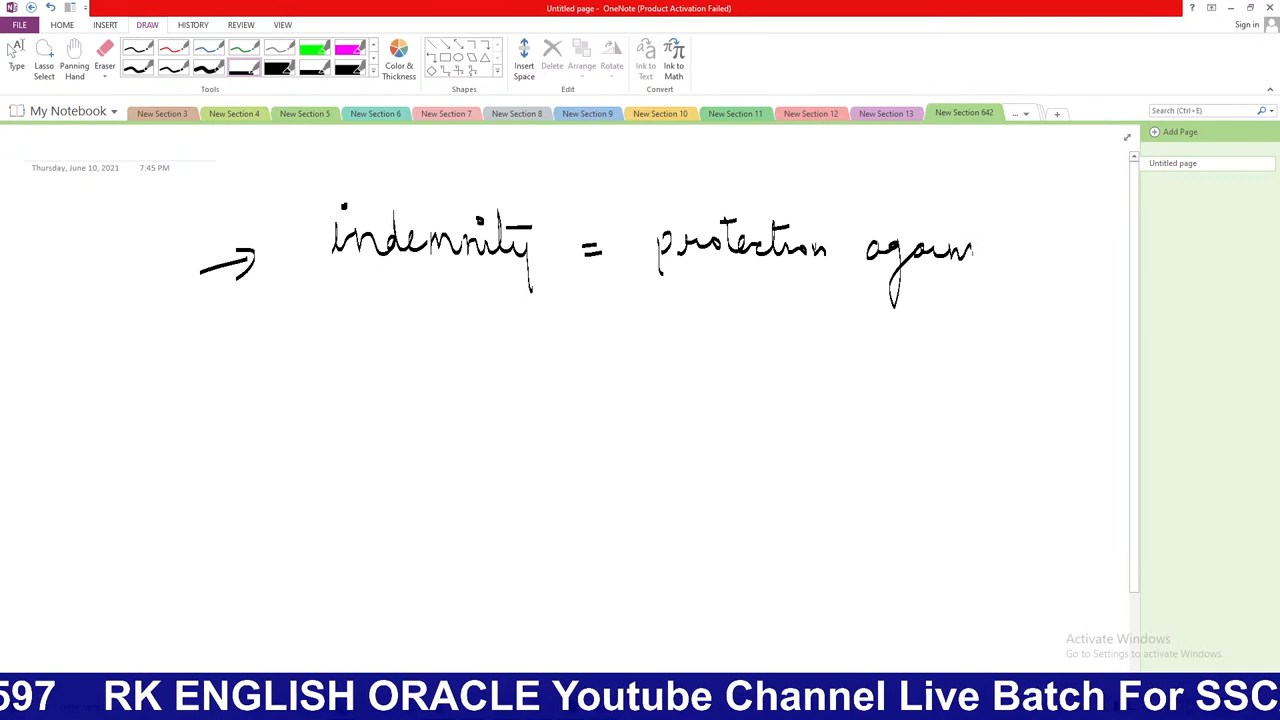 Untitled page - OneNote (Product Activation Failed)
FILE HOME INSERT DRAW HISTORY REVIEW VIEW Sign in
Type Lasso Select Panning Hand Eraser Color & Thickness Insert Space Delete Arrange Rotate Ink to Text Ink to Math
Tools Shapes Edit Convert
My Notebook New Section 3 New Section 4 New Section 5 New Section 6 New Section 7 New Section 8 New Section 9 New Section 10 New Section 11 New Section 12 New Section 13 New Section 642 ... Search (Ctrl+E)
Add Page
Untitled page
Thursday, June 10, 2021 7:45 PM
→ indemnity = protection again
Activate Windows
Go to Settings to activate Windows.
597 RK ENGLISH ORACLE Youtube Channel Live Batch For SSC